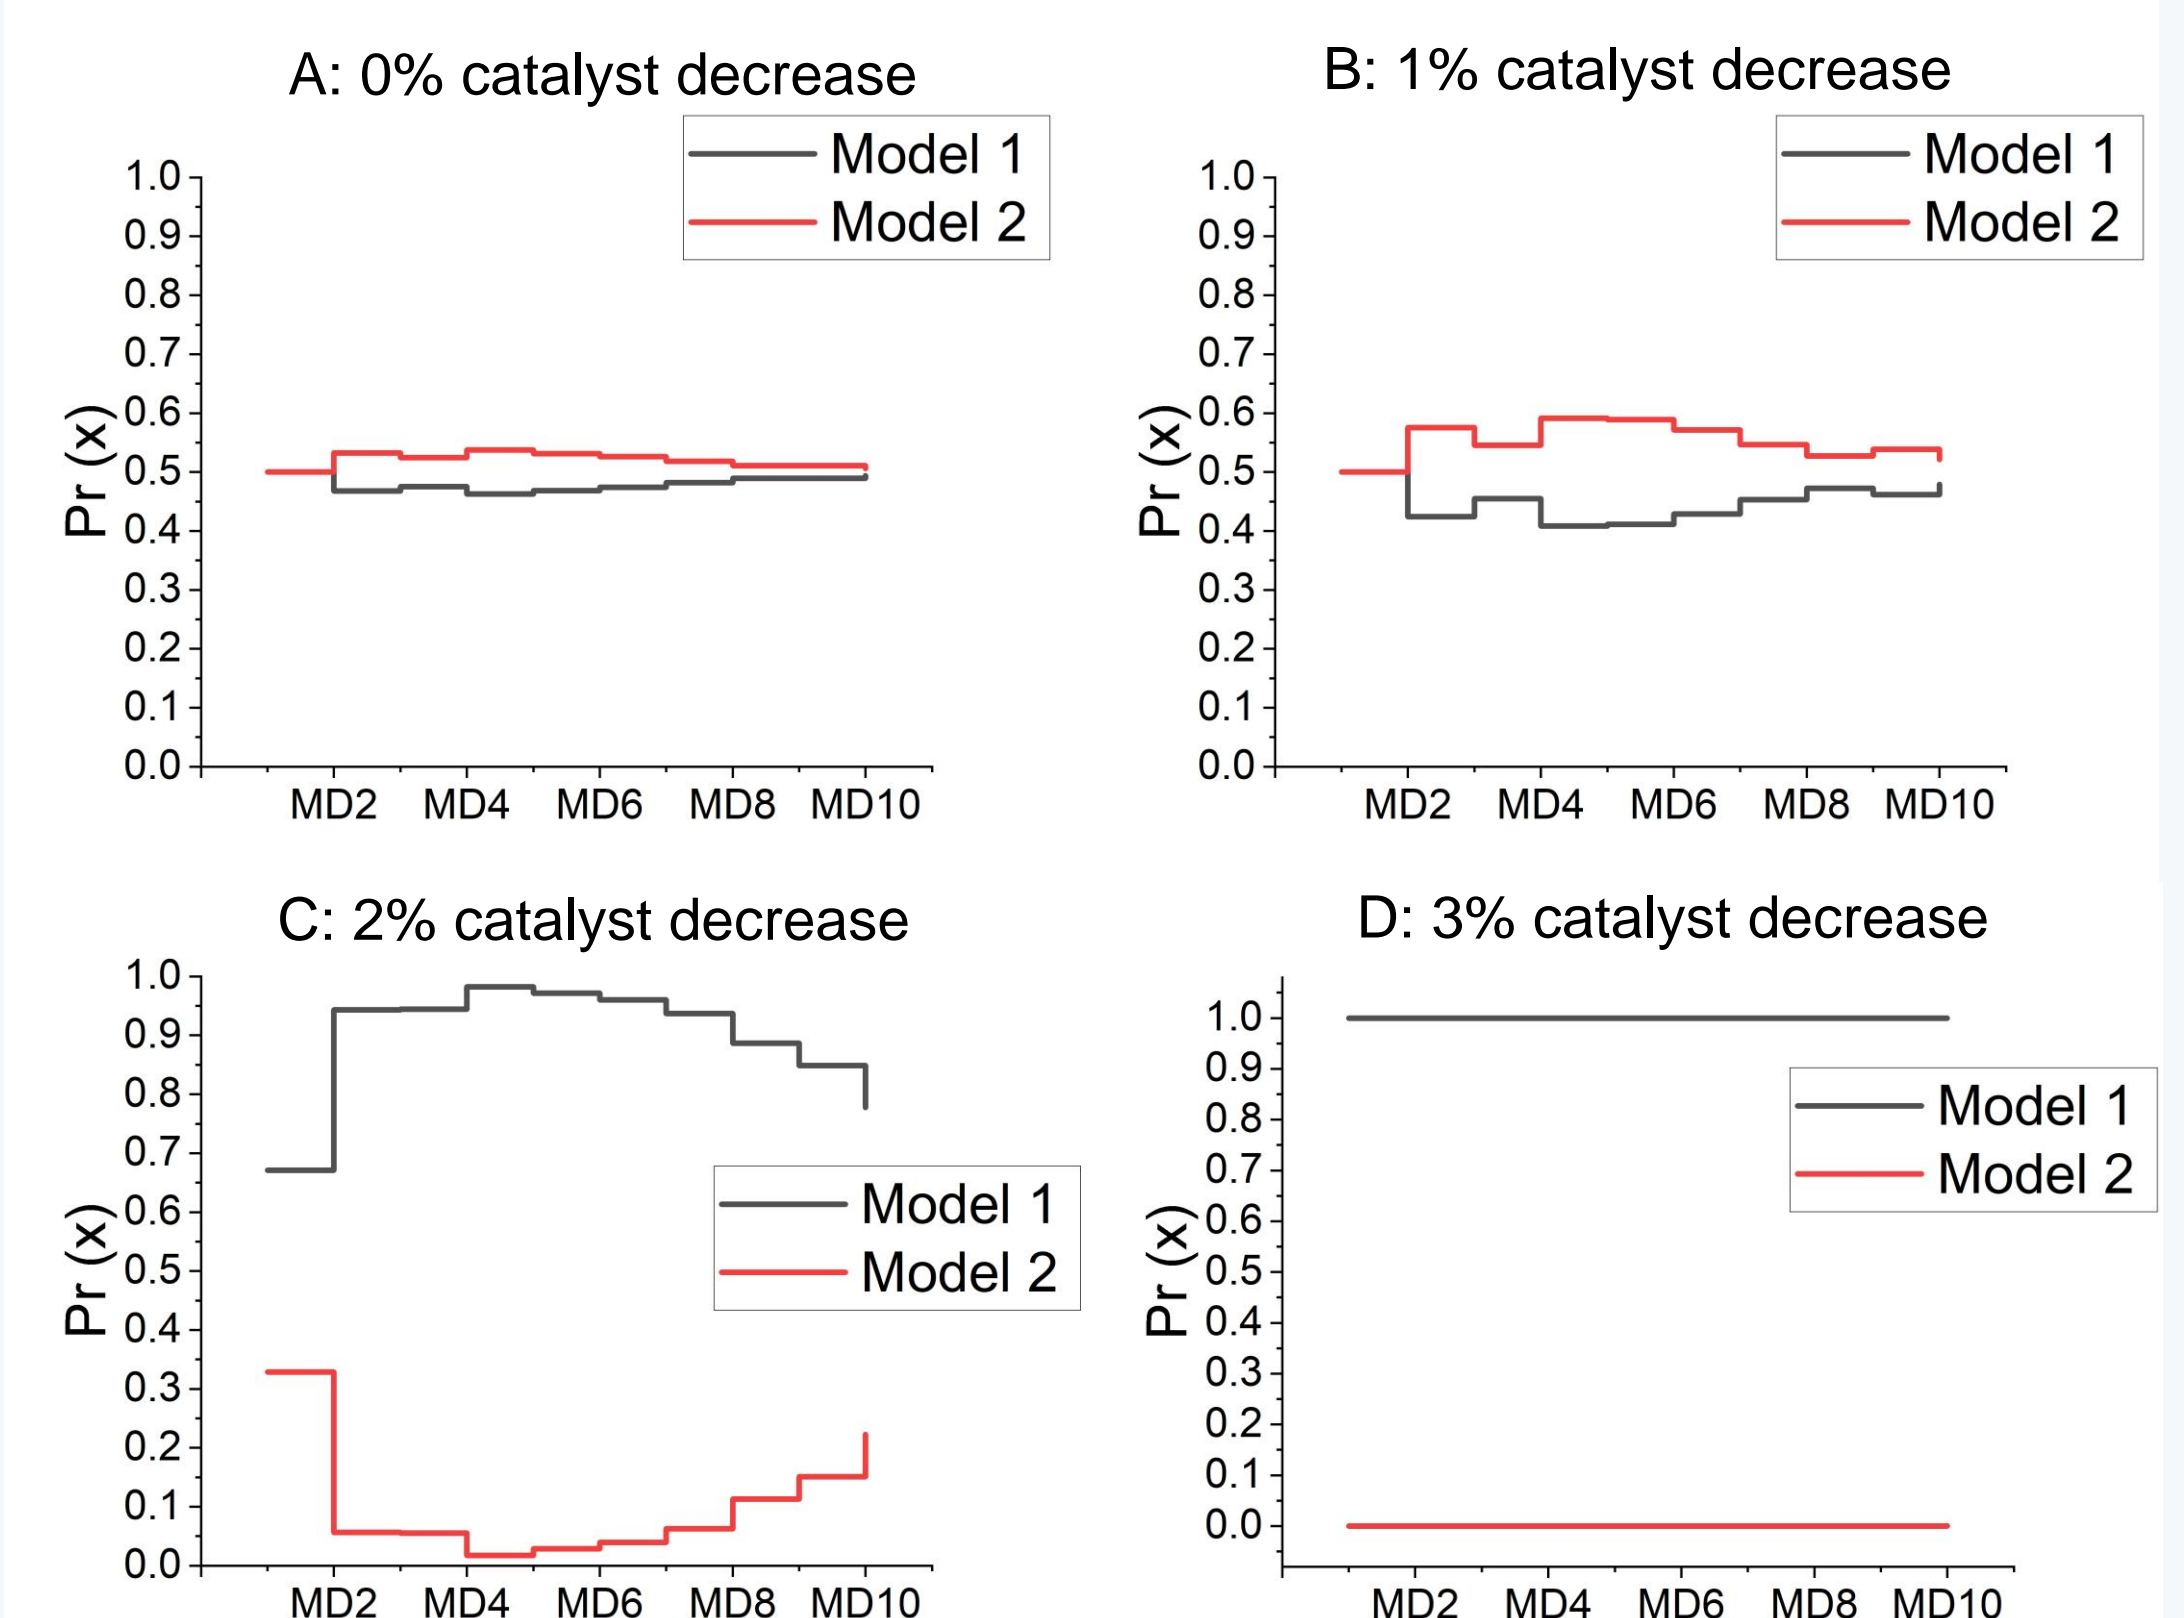 A: 0% catalyst decrease
Model 1
Model 2
1.0
0.9
0.8
0.7
0.6
0.5
0.4
0.3
0.2
0.1
0.0
Pr (x)
MD2 MD4 MD6 MD8 MD10
B: 1% catalyst decrease
Model 1
Model 2
1.0
0.9
0.8
0.7
0.6
0.5
0.4
0.3
0.2
0.1
0.0
Pr (x)
MD2 MD4 MD6 MD8 MD10
C: 2% catalyst decrease
1.0
0.9
0.8
0.7
0.6
0.5
0.4
0.3
0.2
0.1
0.0
Pr (x)
Model 1
Model 2
MD2 MD4 MD6 MD8 MD10
D: 3% catalyst decrease
1.0
0.9
0.8
0.7
0.6
0.5
0.4
0.3
0.2
0.1
0.0
Pr (x)
Model 1
Model 2
MD2 MD4 MD6 MD8 MD10